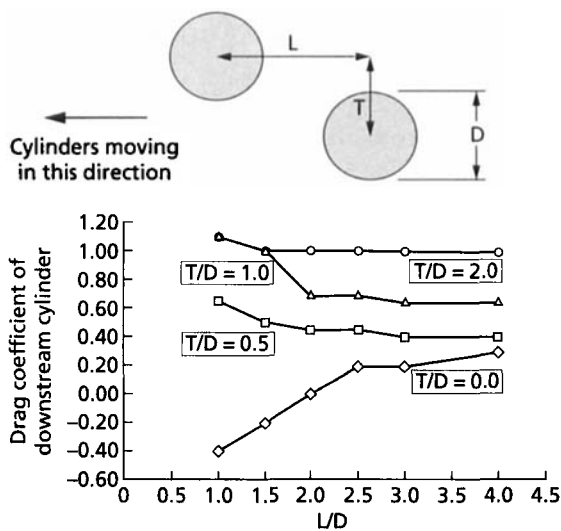 L
T
D
Cylinders moving
in this direction
Drag coefficient of
downstream cylinder
1.20
1.00
0.80
0.60
0.40
0.20
0.00
−0.20
−0.40
−0.60
T/D = 1.0
T/D = 2.0
T/D = 0.5
T/D = 0.0
0 0.5 1.0 1.5 2.0 2.5 3.0 3.5 4.0 4.5
L/D